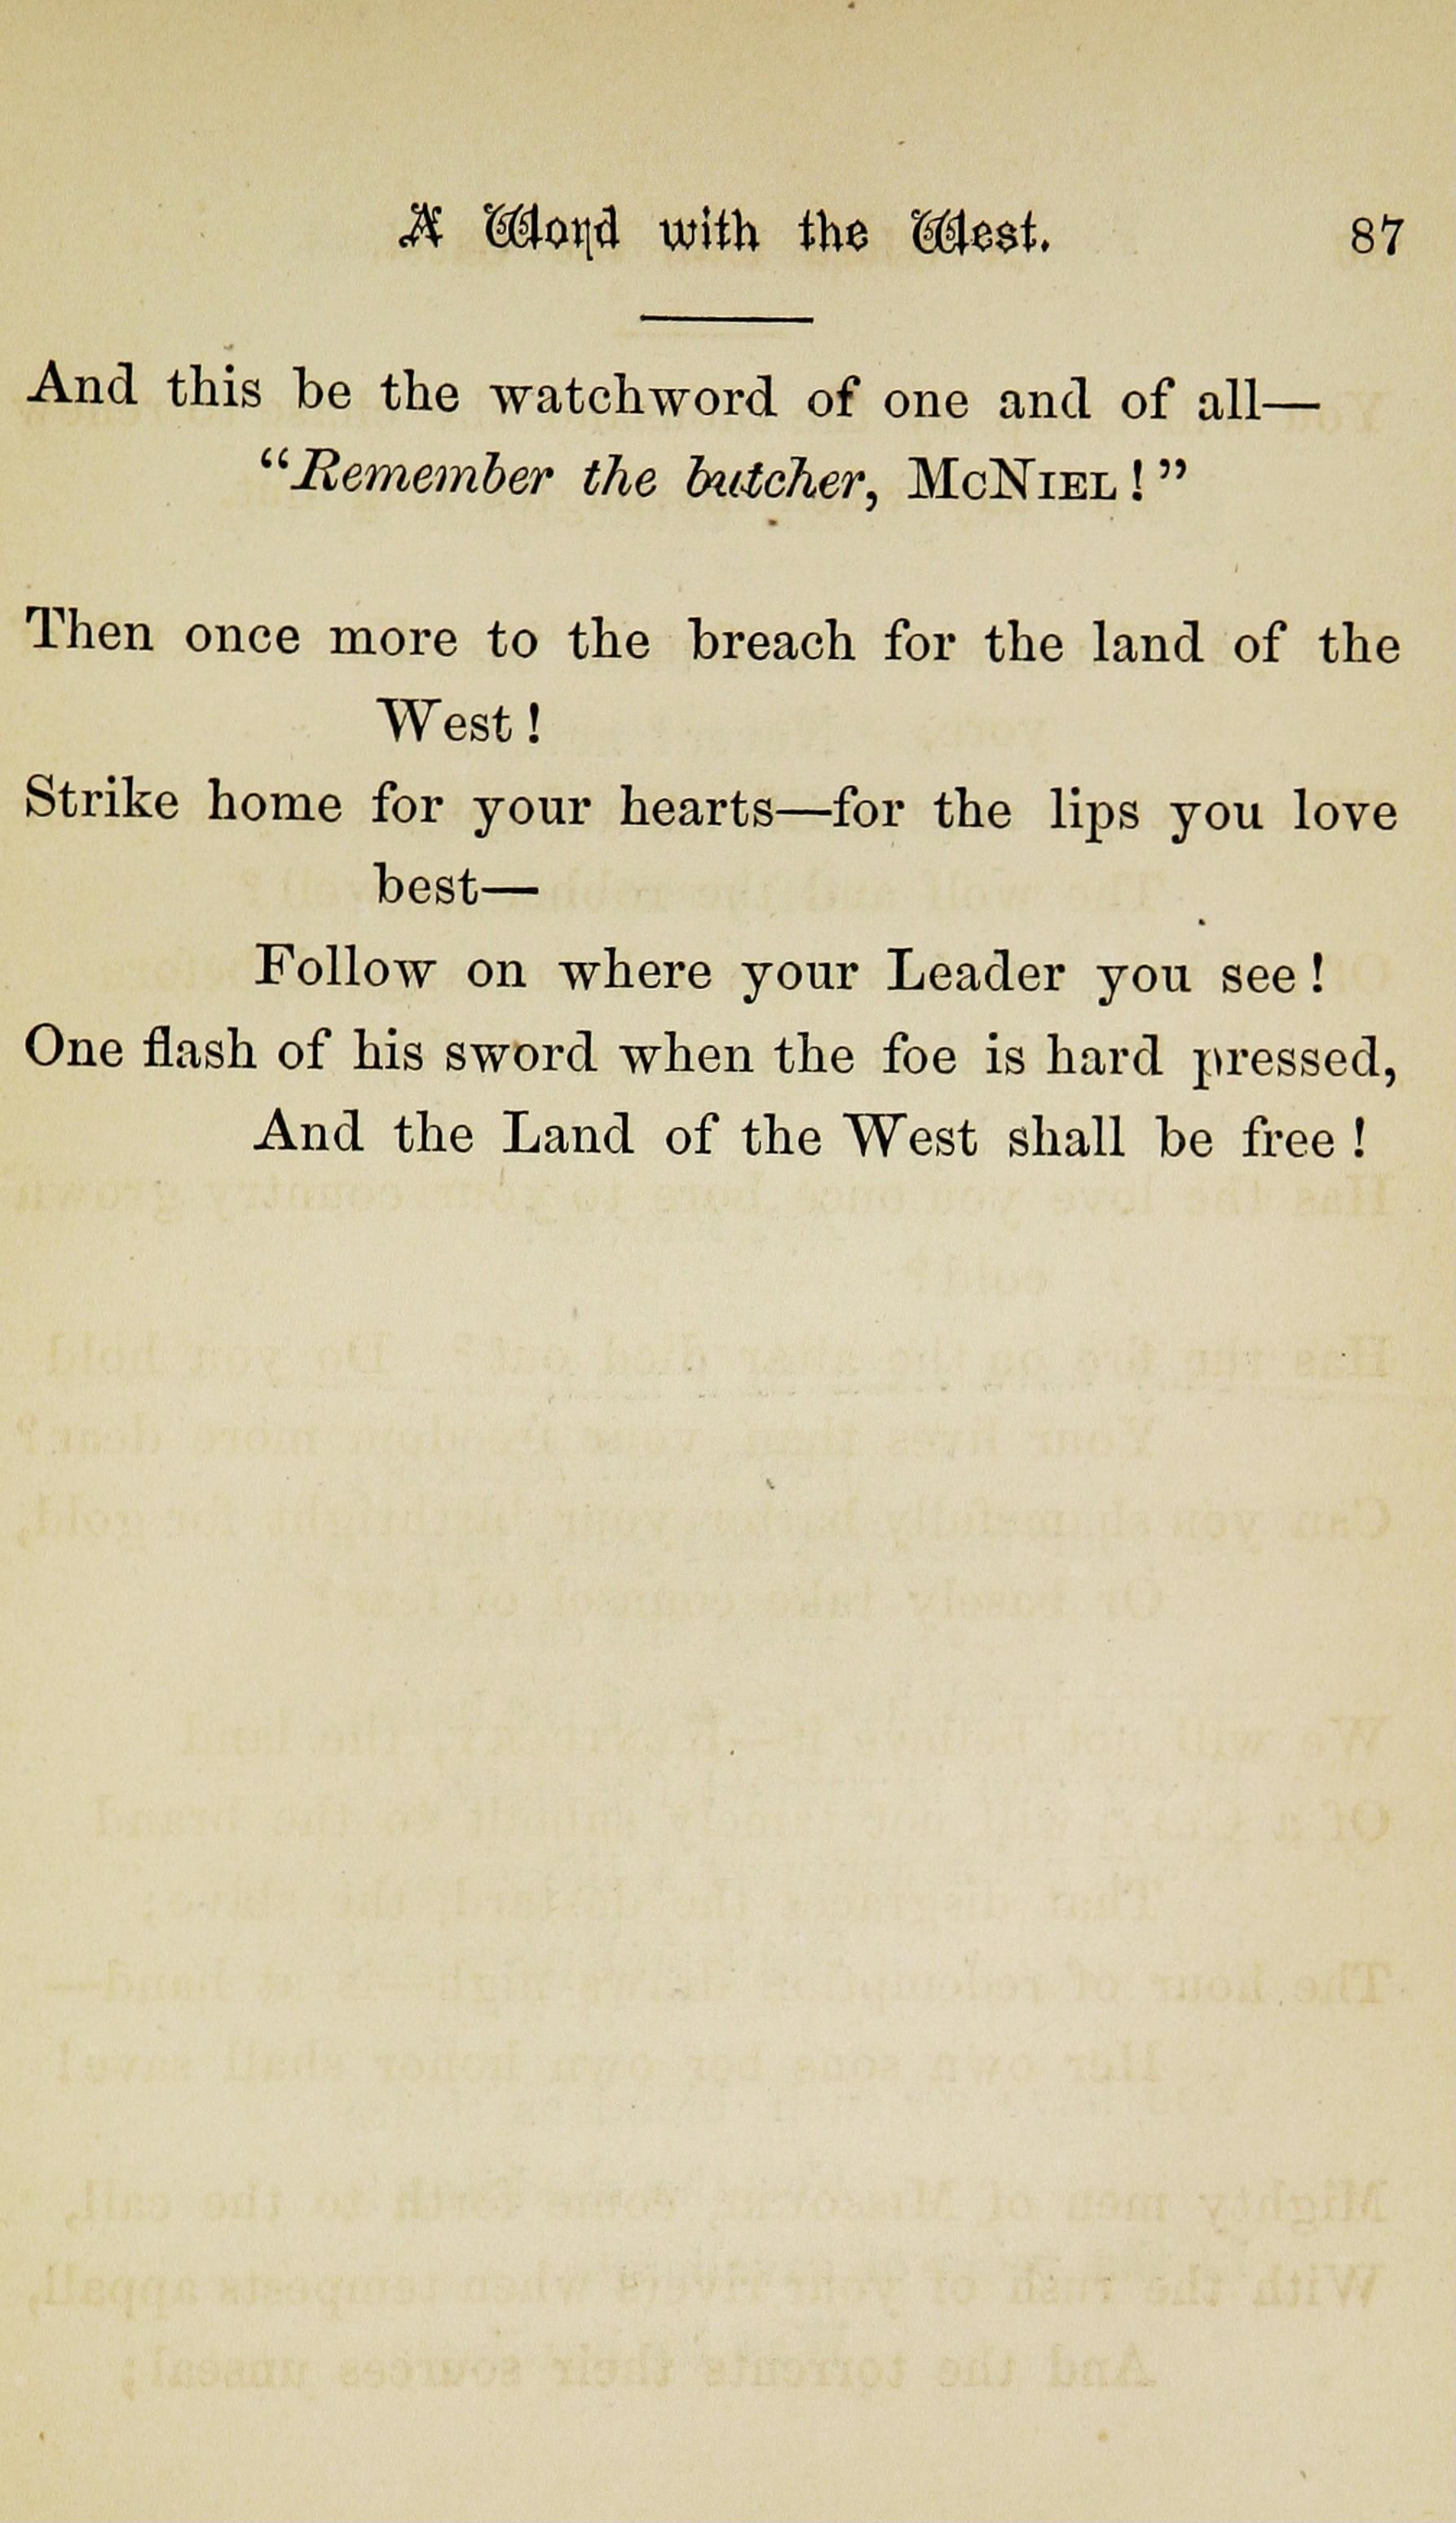 A Word with the West. 87
And this be the watchword of one and of all—
“Remember the butcher, McNiel!”
Then once more to the breach for the land of the
West!
Strike home for your hearts—for the lips you love
best—
Follow on where your Leader you see!
One flash of his sword when the foe is hard pressed,
And the Land of the West shall be free!